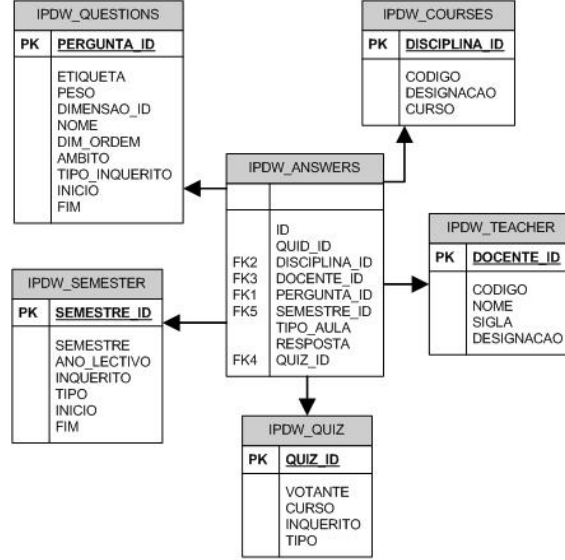 IPDW_QUESTIONS
PK PERGUNTA_ID
ETIQUETA
PESO
DIMENSAO_ID
NOME
DIM_ORDEM
AMBITO
TIPO_INQUERITO
INICIO
FIM
IPDW_COURSES
PK DISCIPLINA_ID
CODIGO
DESIGNACAO
CURSO
IPDW_ANSWERS
ID
QUID_ID
FK2 DISCIPLINA_ID
FK3 DOCENTE_ID
FK1 PERGUNTA_ID
FK5 SEMESTRE_ID
TIPO_AULA
RESPOSTA
FK4 QUIZ_ID
IPDW_TEACHER
PK DOCENTE_ID
CODIGO
NOME
SIGLA
DESIGNACAO
IPDW_SEMESTER
PK SEMESTRE_ID
SEMESTRE
ANO_LECTIVO
INQUERITO
TIPO
INICIO
FIM
IPDW_QUIZ
PK QUIZ_ID
VOTANTE
CURSO
INQUERITO
TIPO